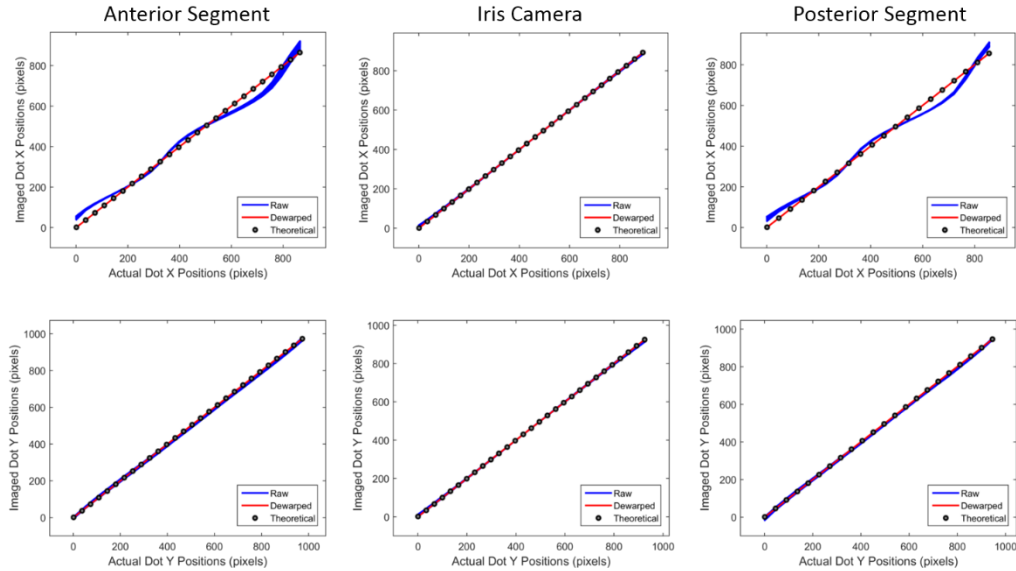 Anterior Segment
Iris Camera
Posterior Segment
Imaged Dot X Positions (pixels)
800
600
400
200
0
Raw
Dewarped
Theoretical
0 200 400 600 800
Actual Dot X Positions (pixels)
Imaged Dot X Positions (pixels)
800
600
400
200
0
Raw
Dewarped
Theoretical
0 200 400 600 800
Actual Dot X Positions (pixels)
Imaged Dot X Positions (pixels)
800
600
400
200
0
Raw
Dewarped
Theoretical
0 200 400 600 800
Actual Dot X Positions (pixels)
Imaged Dot Y Positions (pixels)
1000
800
600
400
200
0
Raw
Dewarped
Theoretical
0 200 400 600 800 1000
Actual Dot Y Positions (pixels)
Imaged Dot Y Positions (pixels)
1000
800
600
400
200
0
Raw
Dewarped
Theoretical
0 200 400 600 800 1000
Actual Dot Y Positions (pixels)
Imaged Dot Y Positions (pixels)
1000
800
600
400
200
0
Raw
Dewarped
Theoretical
0 200 400 600 800 1000
Actual Dot Y Positions (pixels)